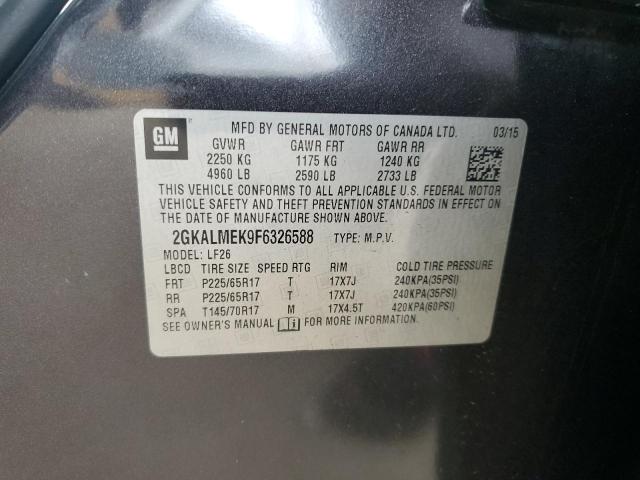 GM
MFD BY GENERAL MOTORS OF CANADA LTD. 03/15
GVWR GAWR FRT GAWR RR
2250 KG 1175 KG 1240 KG
4960 LB 2590 LB 2733 LB
THIS VEHICLE CONFORMS TO ALL APPLICABLE U.S. FEDERAL MOTOR
VEHICLE SAFETY AND THEFT PREVENTION STANDARDS IN EFFECT ON
THE DATE OF MANUFACTURE SHOWN ABOVE.
2GKALMEK9F6326588 TYPE: M.P.V.
MODEL: LF26
LBCD TIRE SIZE SPEED RTG RIM COLD TIRE PRESSURE
FRT P225/65R17 T 17X7J 240KPA(35PSI)
RR P225/65R17 T 17X7J 240KPA(35PSI)
SPA T145/70R17 M 17X4.5T 420KPA(60PSI)
SEE OWNER'S MANUAL FOR MORE INFORMATION.